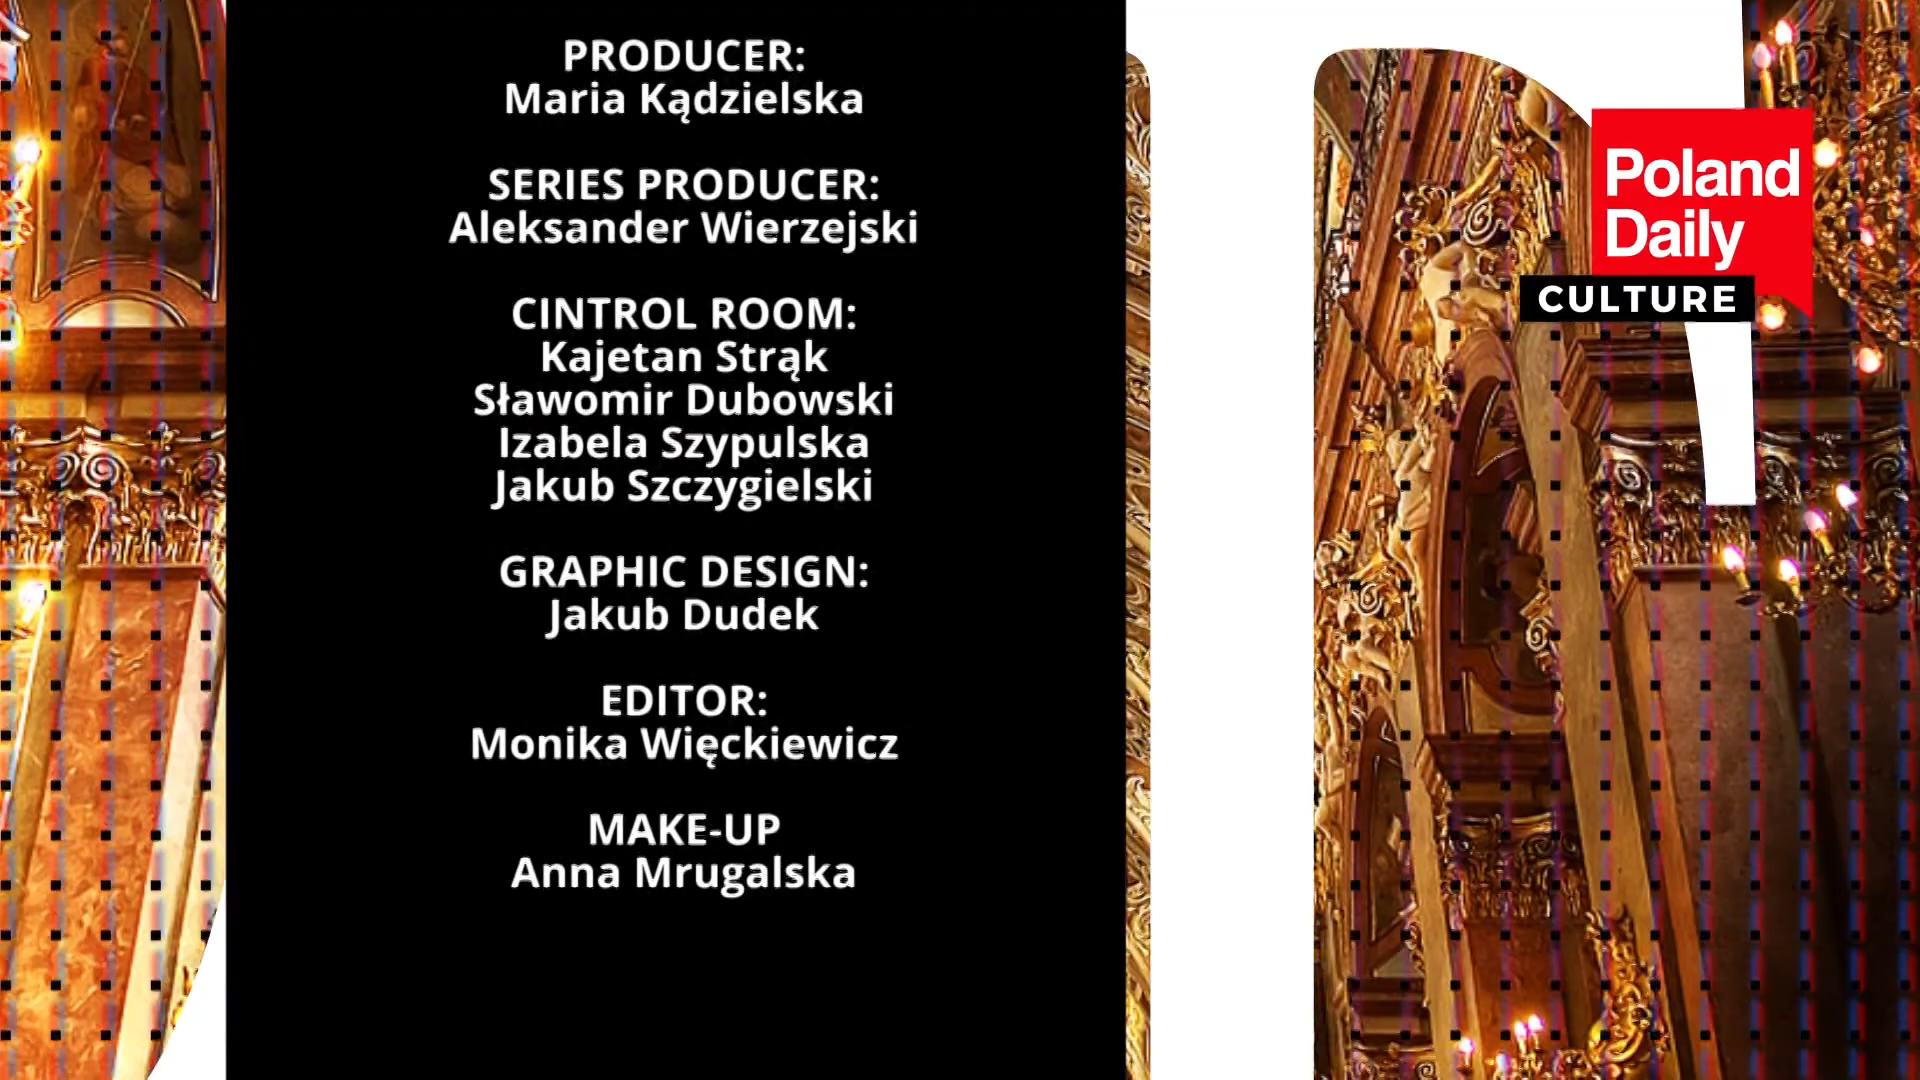 PRODUCER:
Maria Kądzielska
SERIES PRODUCER:
Aleksander Wierzejski
CINTROL ROOM:
Kajetan Strąk
Sławomir Dubowski
Izabela Szypulska
Jakub Szczygielski
GRAPHIC DESIGN:
Jakub Dudek
EDITOR:
Monika Więckiewicz
MAKE-UP
Anna Mrugalska
Poland
Daily
CULTURE